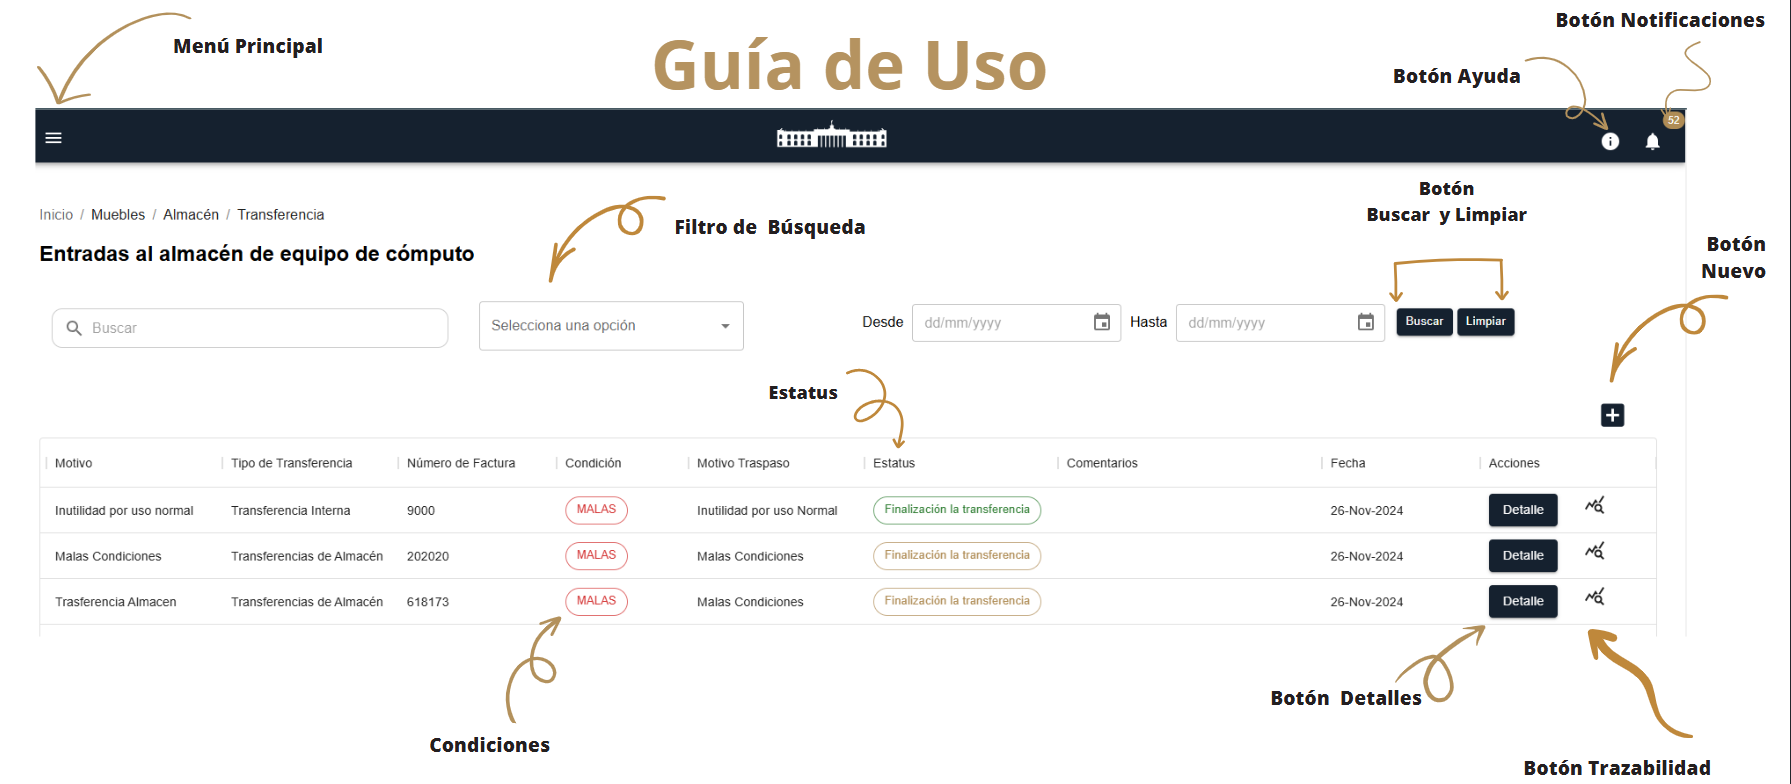 Botón Notificaciones
Menú Principal
Guía de Uso
Botón Ayuda
52
Botón
Buscar y Limpiar
Inicio / Muebles / Almacén / Transferencia
Filtro de Búsqueda
Botón
Nuevo
Entradas al almacén de equipo de cómputo
Buscar
Selecciona una opción
Desde
dd/mm/yyyy
Hasta
dd/mm/yyyy
Buscar
Limpiar
Estatus
Motivo Tipo de Transferencia Número de Factura Condición Motivo Traspaso Estatus Comentarios Fecha Acciones
Inutilidad por uso normal Transferencia Interna 9000 MALAS Inutilidad por uso Normal Finalización la transferencia 26-Nov-2024 Detalle
Malas Condiciones Transferencias de Almacén 202020 MALAS Malas Condiciones Finalización la transferencia 26-Nov-2024 Detalle
Trasferencia Almacen Transferencias de Almacén 618173 MALAS Malas Condiciones Finalización la transferencia 26-Nov-2024 Detalle
Botón Detalles
Condiciones
Botón Trazabilidad